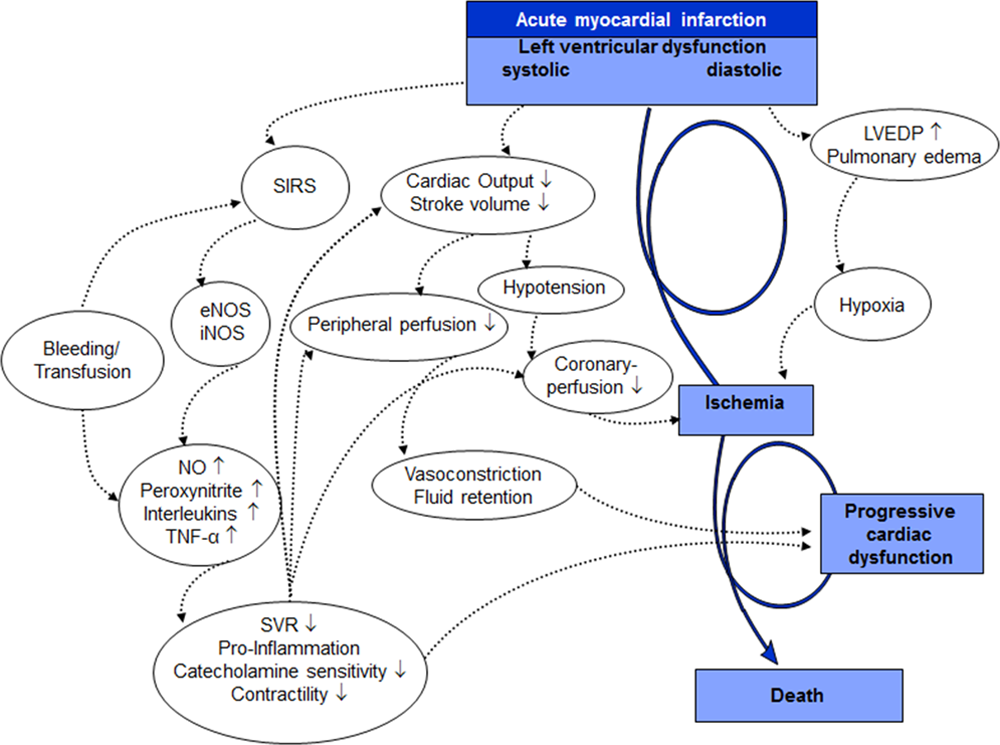 Acute myocardial infarction
Left ventricular dysfunction
systolic diastolic
LVEDP ↑
Pulmonary edema
SIRS
Cardiac Output ↓
Stroke volume ↓
Hypotension
eNOS
iNOS
Peripheral perfusion ↓
Hypoxia
Bleeding/
Transfusion
Coronary-
perfusion ↓
Ischemia
NO ↑
Peroxynitrite ↑
Interleukins ↑
TNF-α ↑
Vasoconstriction
Fluid retention
Progressive
cardiac
dysfunction
SVR ↓
Pro-Inflammation
Catecholamine sensitivity ↓
Contractility ↓
Death